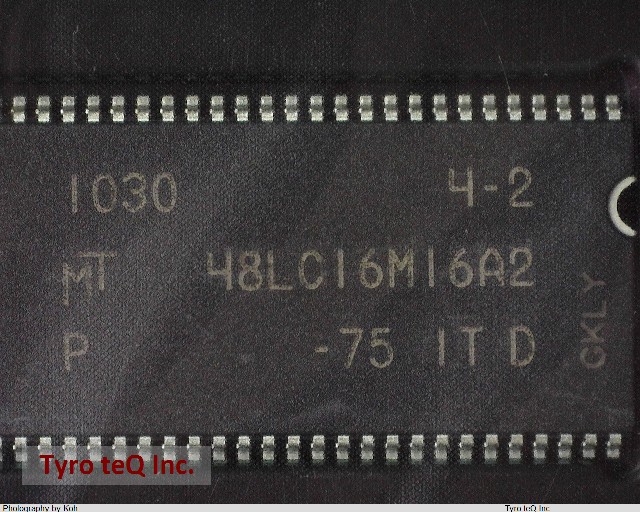 1030 4-2
MT 48LC16M16A2
P -75 IT D
GKLY
Tyro teQ Inc.
Photography by Koh Tyro teQ Inc